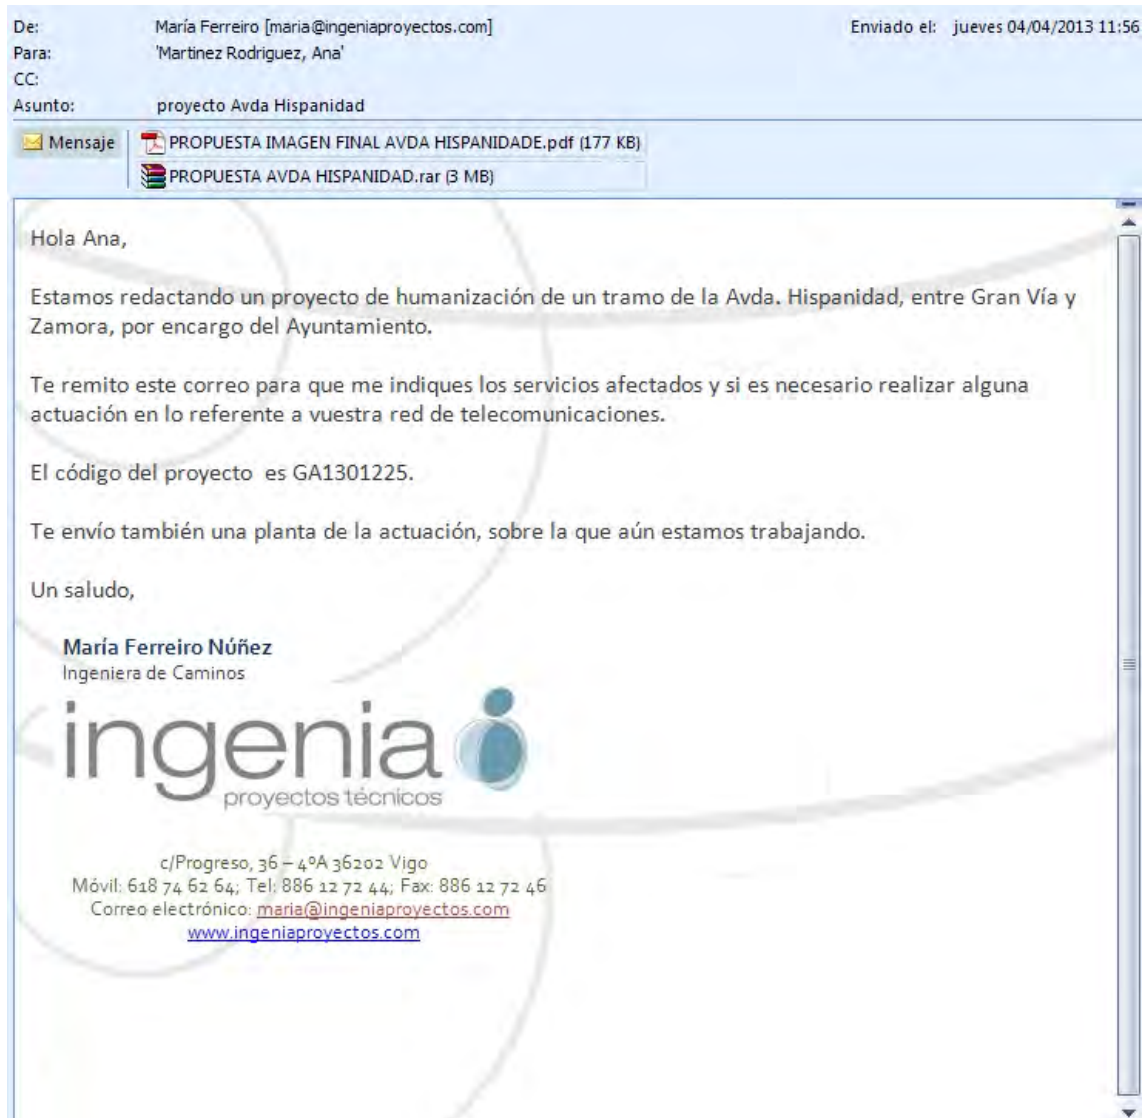 De: María Ferreiro [maria@ingeniaproyectos.com] Enviado el: jueves 04/04/2013 11:56
Para: 'Martinez Rodriguez, Ana'
CC:
Asunto: proyecto Avda Hispanidad
Mensaje PROPUESTA IMAGEN FINAL AVDA HISPANIDADE.pdf (177 KB)
PROPUESTA AVDA HISPANIDAD.rar (3 MB)
Hola Ana,
Estamos redactando un proyecto de humanización de un tramo de la Avda. Hispanidad, entre Gran Vía y
Zamora, por encargo del Ayuntamiento.
Te remito este correo para que me indiques los servicios afectados y si es necesario realizar alguna
actuación en lo referente a vuestra red de telecomunicaciones.
El código del proyecto es GA1301225.
Te envío también una planta de la actuación, sobre la que aún estamos trabajando.
Un saludo,
María Ferreiro Núñez
Ingeniera de Caminos
ingenia
proyectos técnicos
c/Progreso, 36 – 4ºA 36202 Vigo
Móvil: 618 74 62 64; Tel: 886 12 72 44; Fax: 886 12 72 46
Correo electrónico: maria@ingeniaproyectos.com
www.ingeniaproyectos.com